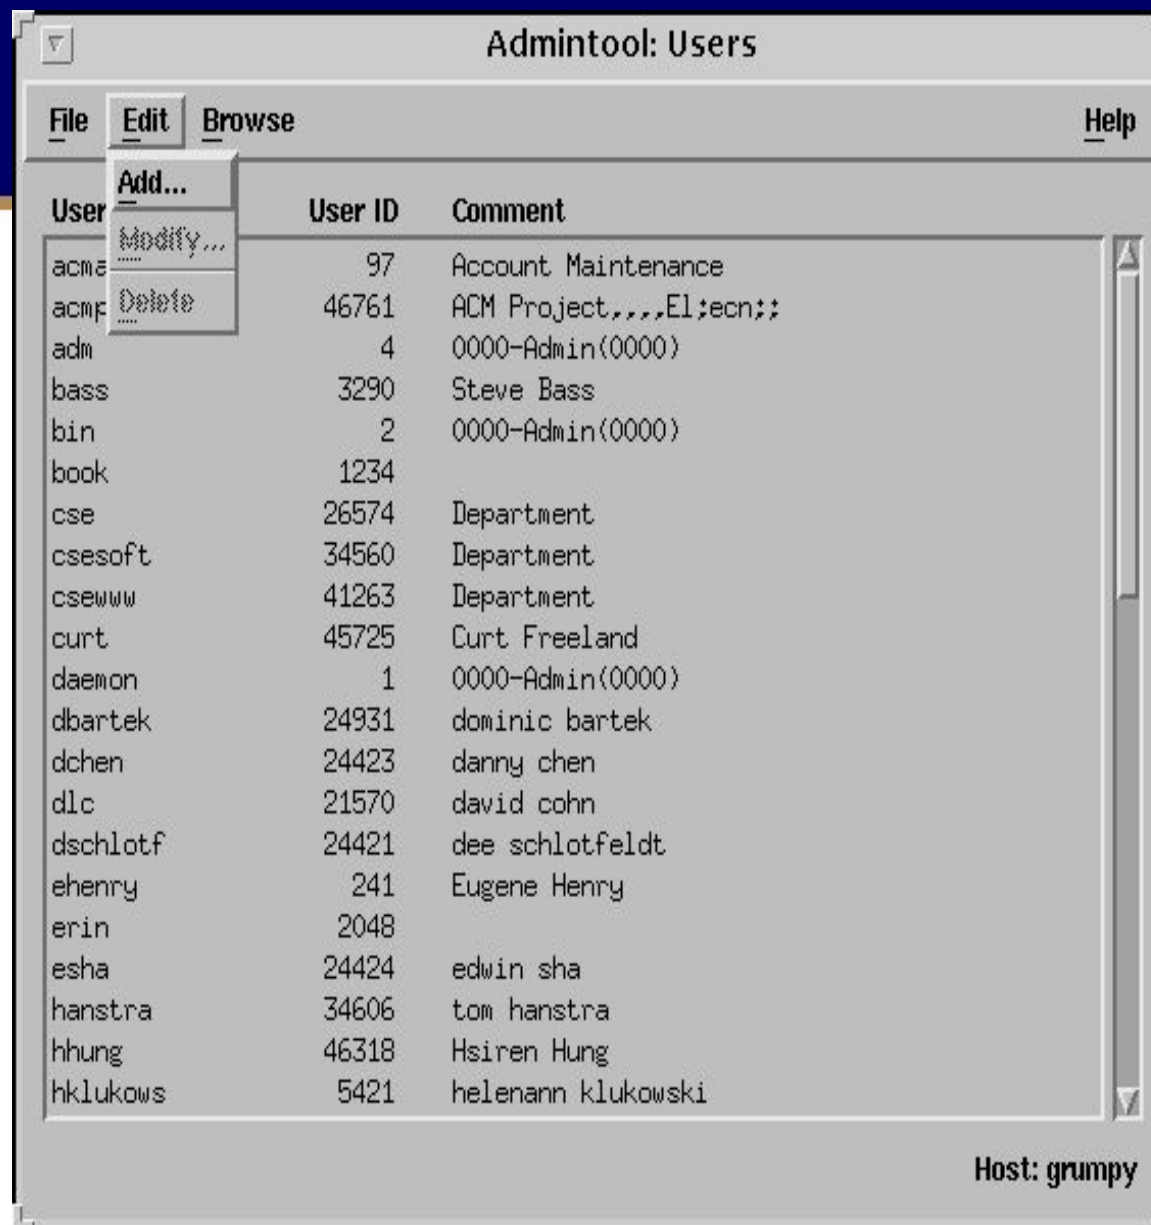 Admintool: Users
File Edit Browse Help
Add...
Modify...
Delete
User User ID Comment
acma 97 Account Maintenance
acmp 46761 ACM Project,,,,El;ecn;;
adm 4 0000-Admin(0000)
bass 3290 Steve Bass
bin 2 0000-Admin(0000)
book 1234
cse 26574 Department
csesoft 34560 Department
csewww 41263 Department
curt 45725 Curt Freeland
daemon 1 0000-Admin(0000)
dbartek 24931 dominic bartek
dchen 24423 danny chen
dlc 21570 david cohn
dschlotf 24421 dee schlotfeldt
ehenry 241 Eugene Henry
erin 2048
esha 24424 edwin sha
hanstra 34606 tom hanstra
hhung 46318 Hsiren Hung
hklukows 5421 helenann klukowski
Host: grumpy